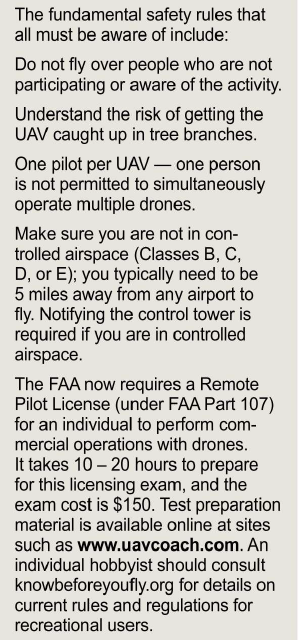 The fundamental safety rules that
all must be aware of include:
Do not fly over people who are not
participating or aware of the activity.
Understand the risk of getting the
UAV caught up in tree branches.
One pilot per UAV — one person
is not permitted to simultaneously
operate multiple drones.
Make sure you are not in con-
trolled airspace (Classes B, C,
D, or E); you typically need to be
5 miles away from any airport to
fly. Notifying the control tower is
required if you are in controlled
airspace.
The FAA now requires a Remote
Pilot License (under FAA Part 107)
for an individual to perform com-
mercial operations with drones.
It takes 10 – 20 hours to prepare
for this licensing exam, and the
exam cost is $150. Test preparation
material is available online at sites
such as www.uavcoach.com. An
individual hobbyist should consult
knowbeforeyoufly.org for details on
current rules and regulations for
recreational users.